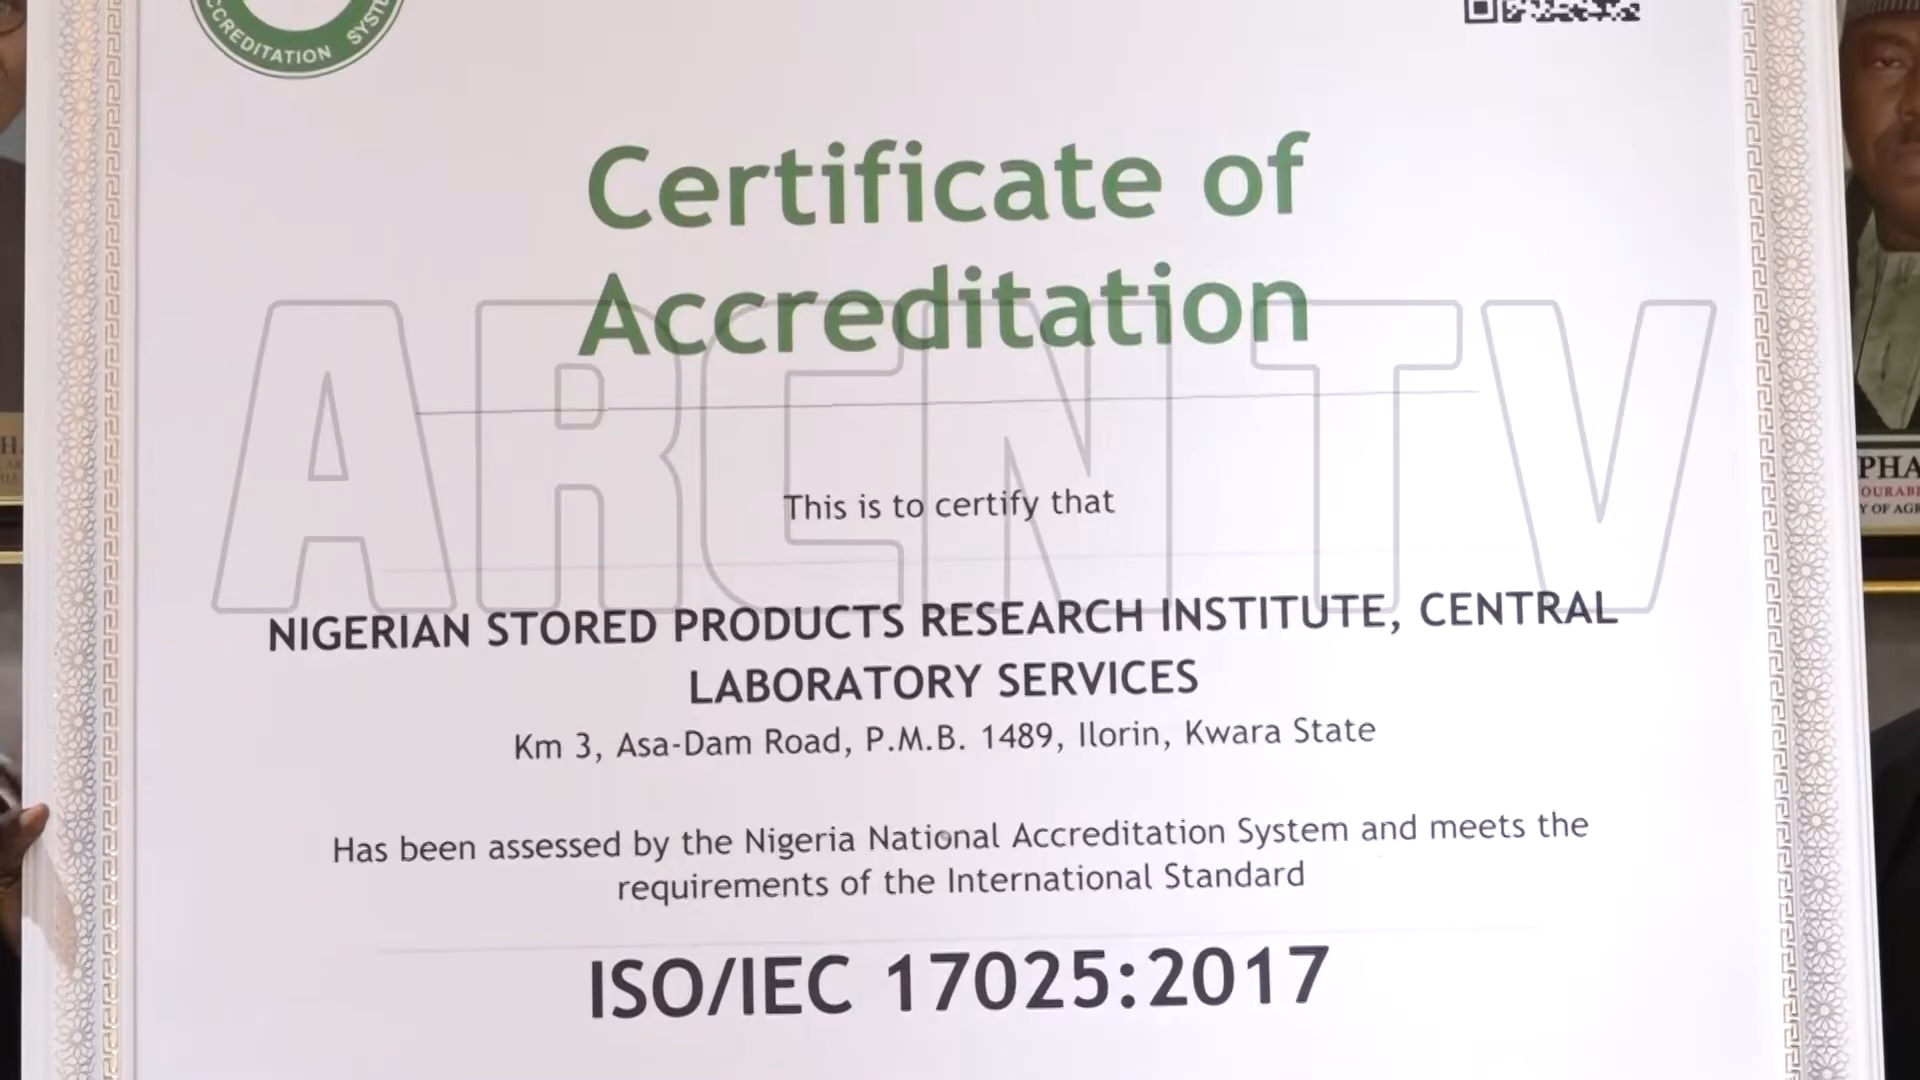 ACCREDITATION SYSTEM
Certificate of
Accreditation
ARCN TV
This is to certify that
NIGERIAN STORED PRODUCTS RESEARCH INSTITUTE, CENTRAL
LABORATORY SERVICES
Km 3, Asa-Dam Road, P.M.B. 1489, Ilorin, Kwara State
Has been assessed by the Nigeria National Accreditation System and meets the
requirements of the International Standard
ISO/IEC 17025:2017